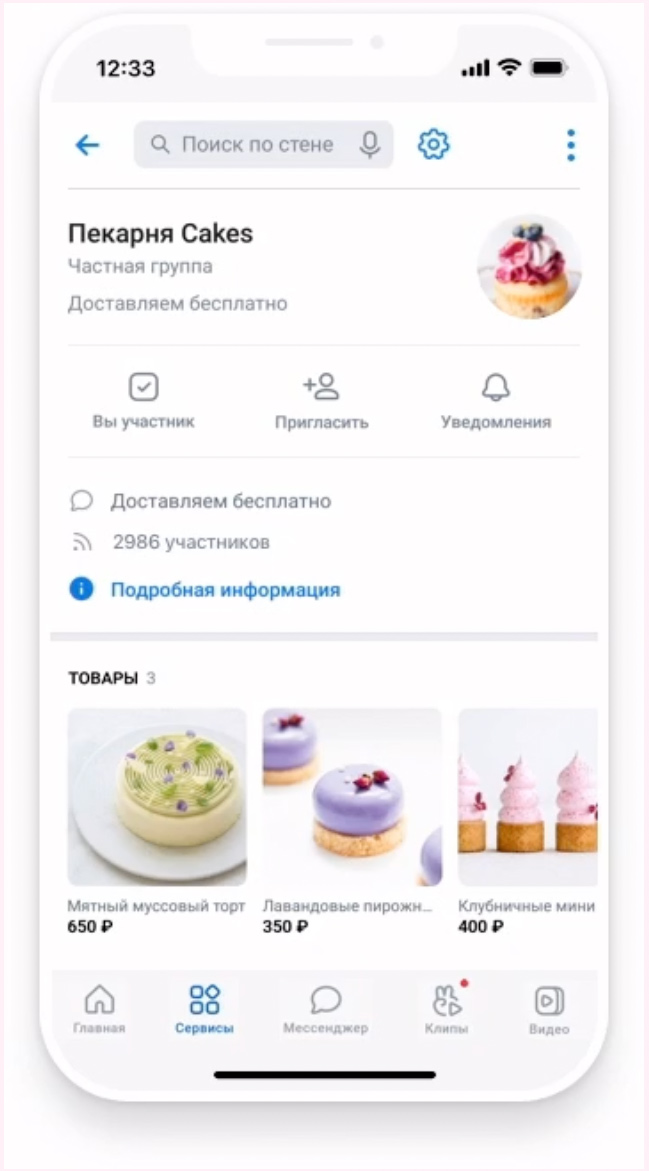 12:33
Поиск по стене
Пекарня Cakes
Частная группа
Доставляем бесплатно
Вы участник
Пригласить
Уведомления
Доставляем бесплатно
2986 участников
Подробная информация
ТОВАРЫ 3
Мятный муссовый торт
650 ₽
Лавандовые пирожн...
350 ₽
Клубничные мини
400 ₽
Главная
Сервисы
Мессенджер
Клипы
Видео